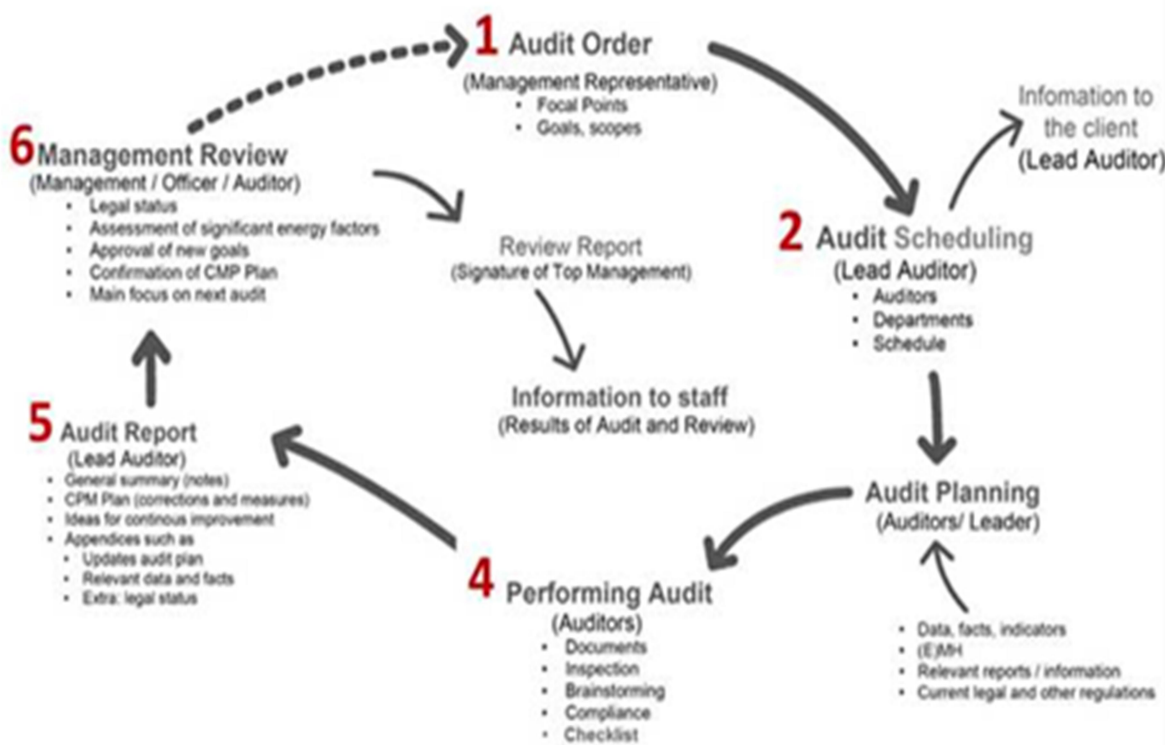 1 Audit Order
(Management Representative)
• Focal Points
• Goals, scopes
Infomation to
the client
(Lead Auditor)
2 Audit Scheduling
(Lead Auditor)
• Auditors
• Departments
• Schedule
Audit Planning
(Auditors/ Leader)
• Data, facts, indicators
• (E)MH
• Relevant reports / information
• Current legal and other regulations
4 Performing Audit
(Auditors)
• Documents
• Inspection
• Brainstorming
• Compliance
• Checklist
5 Audit Report
(Lead Auditor)
• General summary (notes)
• CPM Plan (corrections and measures)
• Ideas for continous improvement
• Appendices such as
• Updates audit plan
• Relevant data and facts
• Extra: legal status
6 Management Review
(Management / Officer / Auditor)
• Legal status
• Assessment of significant energy factors
• Approval of new goals
• Confirmation of CMP Plan
• Main focus on next audit
Review Report
(Signature of Top Management)
Information to staff
(Results of Audit and Review)